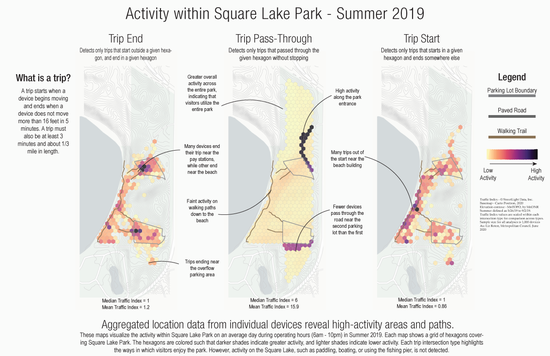 Activity within Square Lake Park - Summer 2019
Trip End
Detects only trips that start outside a given hexa-
gon, and end in a given hexagon
Trip Pass-Through
Detects only trips that passed through the
given hexagon without stopping
Trip Start
Detects only trips that starts in a given
hexagon and ends somewhere else
What is a trip?
A trip starts when a
device begins moving
and ends when a
device does not move
more than 16 feet in 5
minutes. A trip must
also be at least 3
minutes and about 1/3
mile in length.
Greater overall
activity across
the entire park,
indicating that
visitors utilize the
entire park
Many devices end
their trip near the
pay stations,
while other end
near the beach
Faint activity on
walking paths
down to the
beach
Trips ending near
the overflow
parking area
High activity
along the park
entrance
Many trips out
of the start near the
beach building
Fewer devices
pass through the
road near the
second parking
lot than the first
Legend
Parking Lot Boundary
Paved Road
Walking Trail
Low
Activity
High
Activity
Median Traffic Index = 1
Mean Traffic Index = 1.2
Median Traffic Index = 6
Mean Traffic Index = 15.9
Median Traffic Index = 1
Mean Traffic Index = 0.86
Aggregated location data from individual devices reveal high-activity areas and paths.
These maps visualize the activity within Square Lake Park on an average day during operating hours (6am - 10pm) in Summer 2019. Each map shows a grid of hexagons cover-
ing Square Lake Park. The hexagons are colored such that darker shades indicate greater activity, and lighter shades indicate lower activity. Each trip intersection type highlights
the ways in which visitors enjoy the park. However, activity on the Square Lake, such as paddling, boating, or using the fishing pier, is not detected.